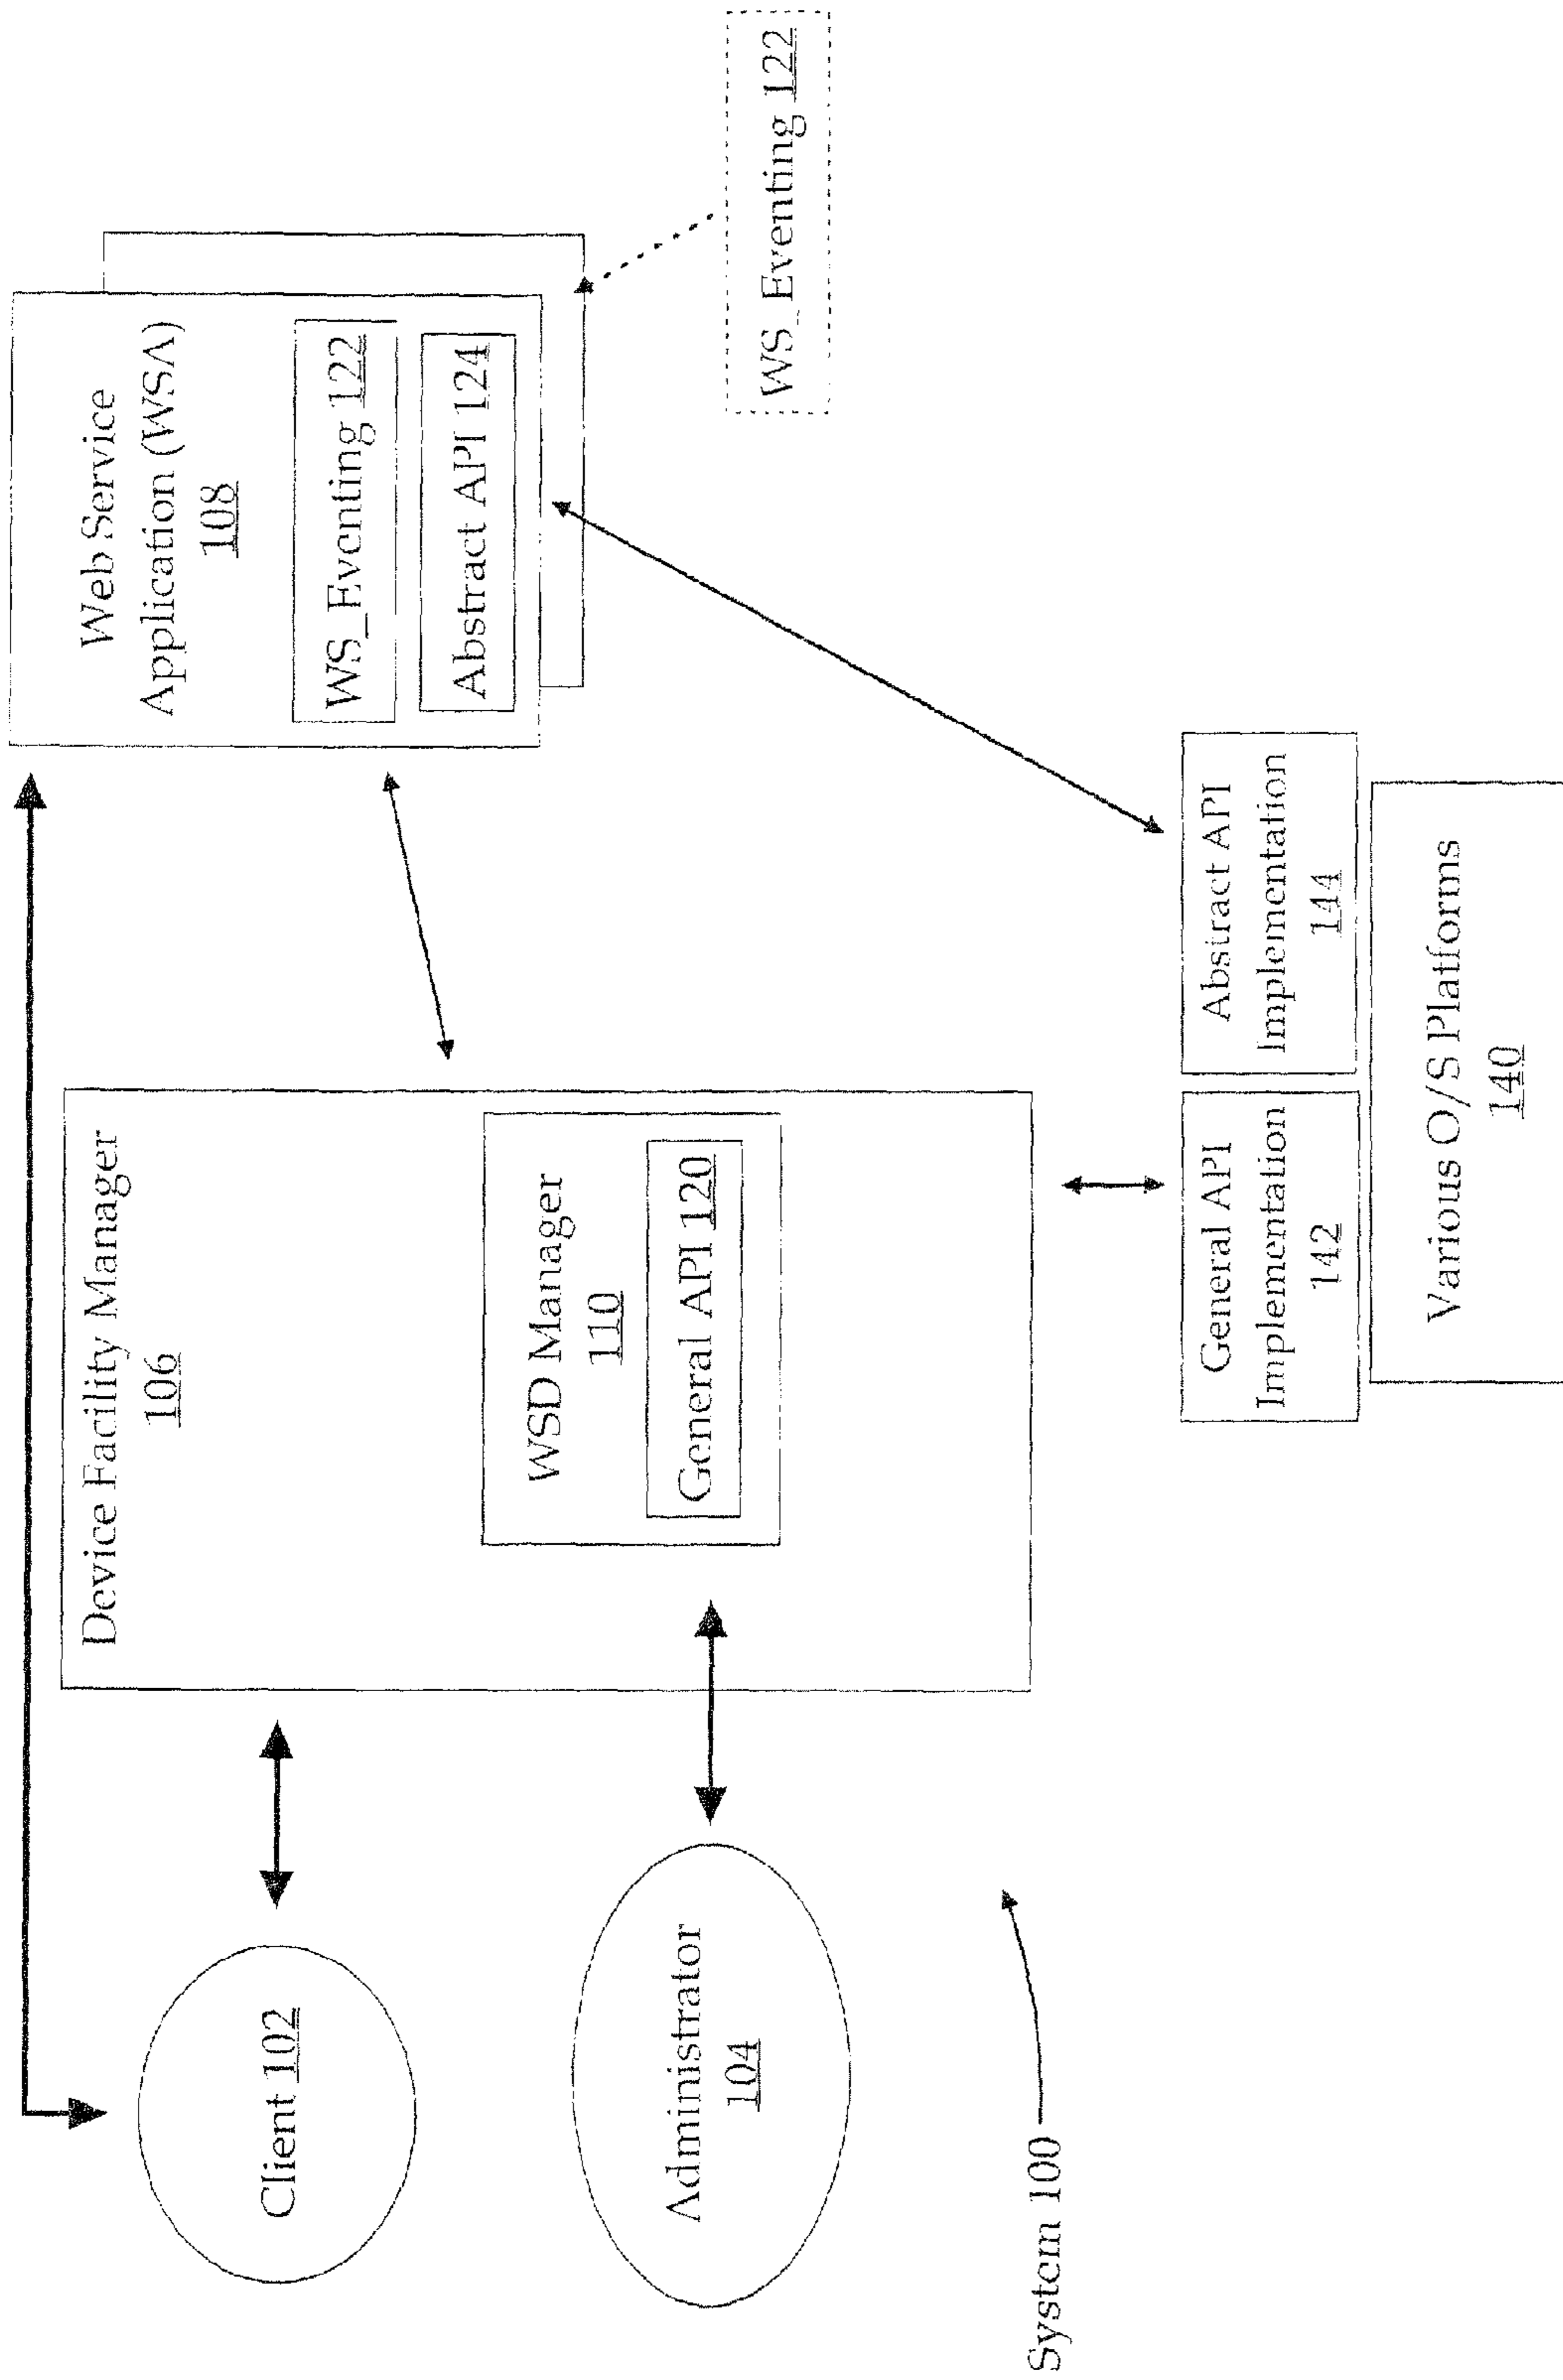 Client 102
Administrator
104
System 100
Device Facility Manager
106
WSD Manager
110
General API 120
Web Service
Application (WSA)
108
WS_Eventing 122
Abstract API 124
WS_Eventing 122
General API
Implementation
142
Abstract API
Implementation
144
Various O/S Platforms
140